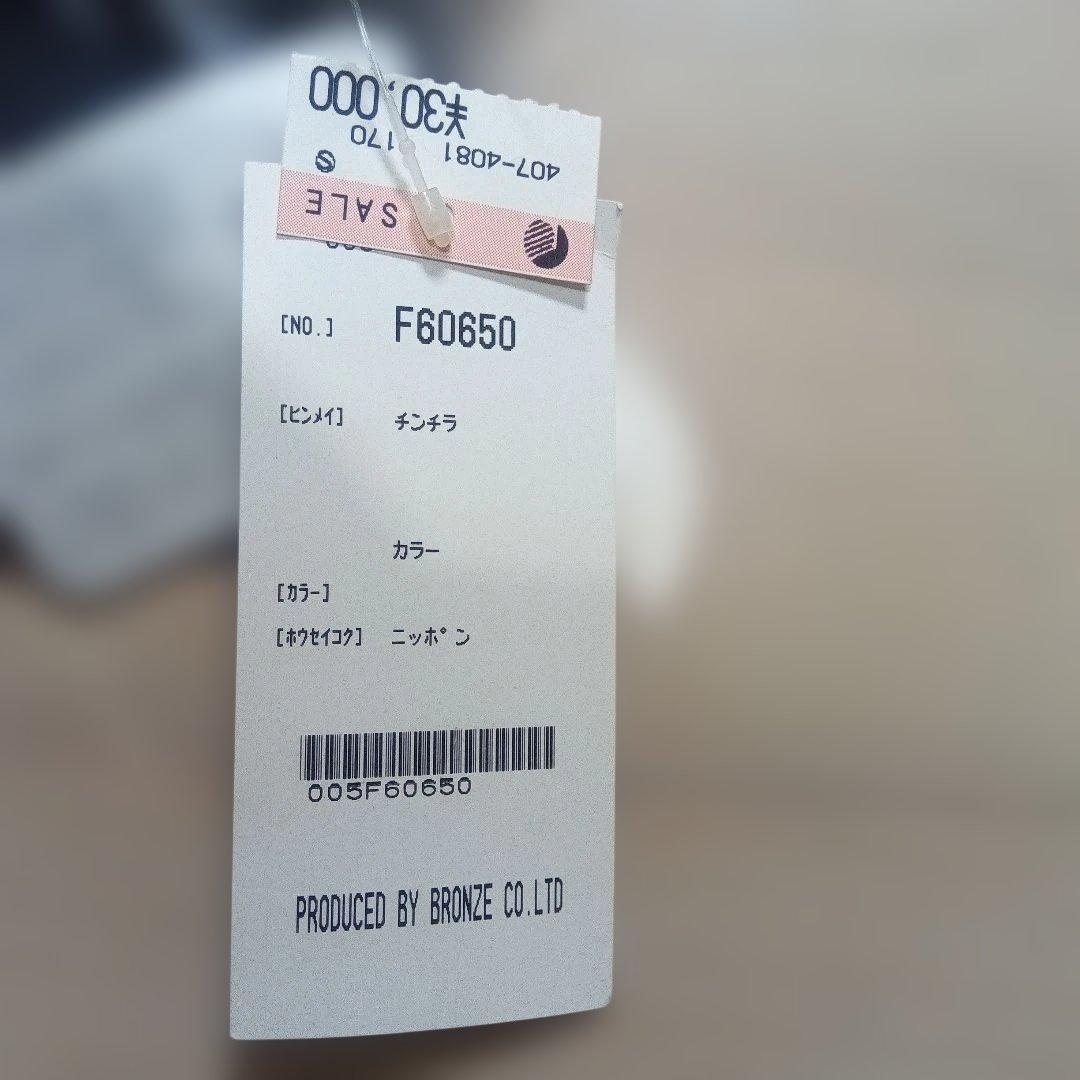 ¥30,000
170
407-4081
S
SALE
[NO.] F60650
[ヒンメイ] チンチラ
カラー
[カラー]
[ホウセイコク] ニッポン
005F60650
PRODUCED BY BRONZE CO.LTD